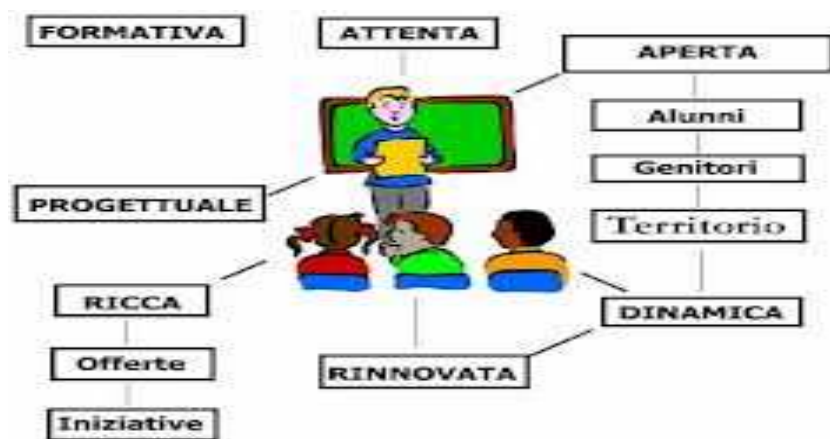 FORMATIVA
ATTENTA
APERTA
Alunni
Genitori
PROGETTUALE
Territorio
RICCA
DINAMICA
Offerte
RINNOVATA
Iniziative